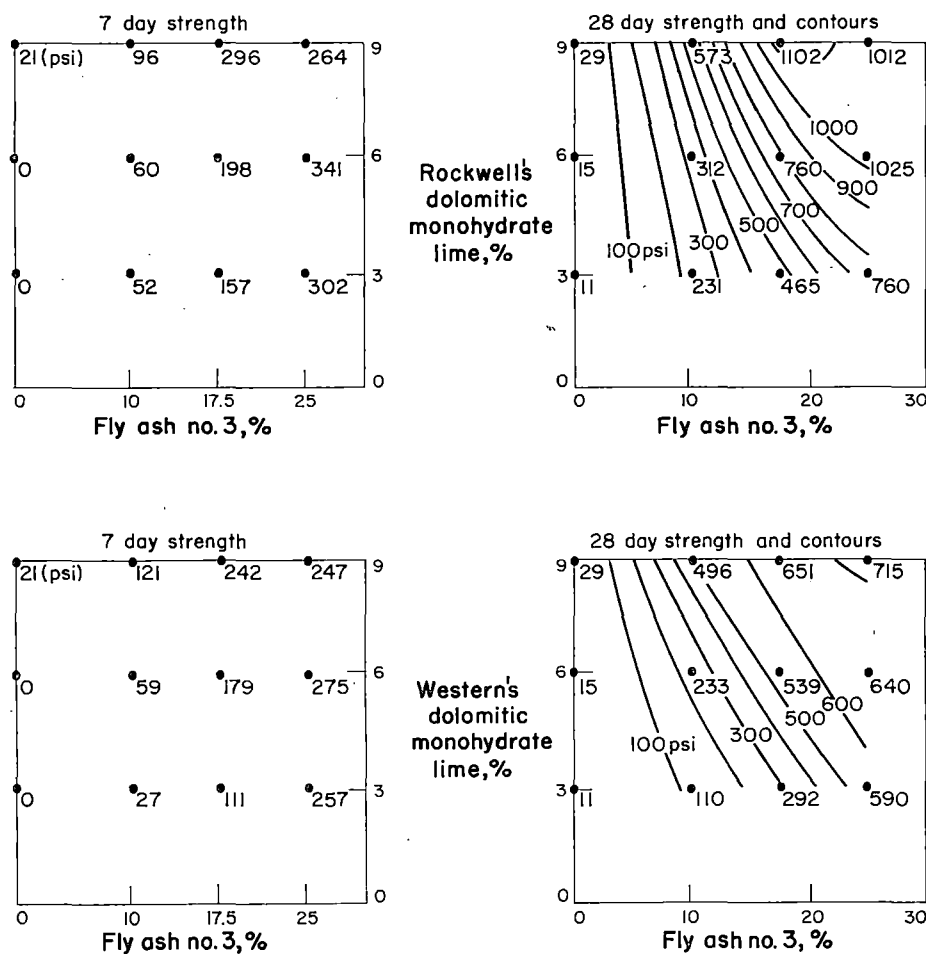 7 day strength
21 (psi) 96 296 264 9
0 60 198 341 6
0 52 157 302 3
0
0 10 17.5 25
Fly ash no. 3, %
Rockwell's
dolomitic
monohydrate
lime, %
28 day strength and contours
9 29 573 1102 1012
1000
6 15 312 760 1025
900
700
500
300
100 psi
3 11 231 465 760
0
0 10 20 30
Fly ash no. 3, %
7 day strength
21 (psi) 121 242 247 9
0 59 179 275 6
0 27 111 257 3
0
0 10 17.5 25
Fly ash no. 3, %
Western's
dolomitic
monohydrate
lime, %
28 day strength and contours
9 29 496 651 715
6 15 233 539 640
600
500
300
100 psi
3 11 110 292 590
0
0 10 20 30
Fly ash no. 3, %